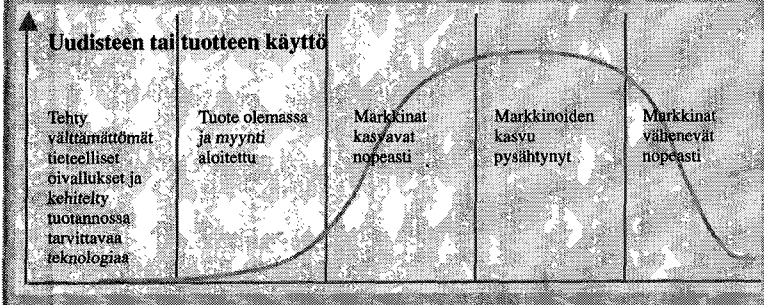 Uudisteen tai tuotteen käyttö
Tehty
välttämättömät
tieteelliset
oivallukset ja
kehitelty
tuotannossa
tarvittavaa
teknologiaa
Tuote olemassa
ja myynti
aloitettu
Markkinat
kasvavat
nopeasti
Markkinoiden
kasvu
pysähtynyt
Markkinat
vähenevät
nopeasti